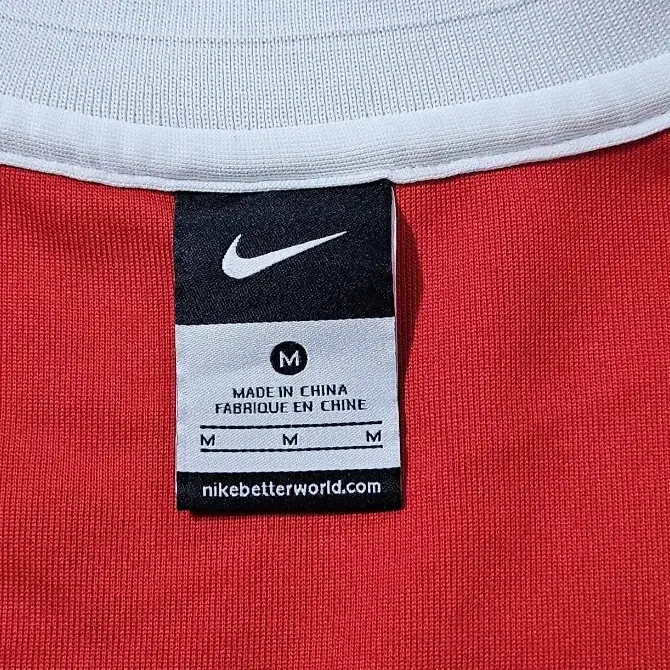 M
MADE IN CHINA
FABRIQUE EN CHINE
M M M
nikebetterworld.com